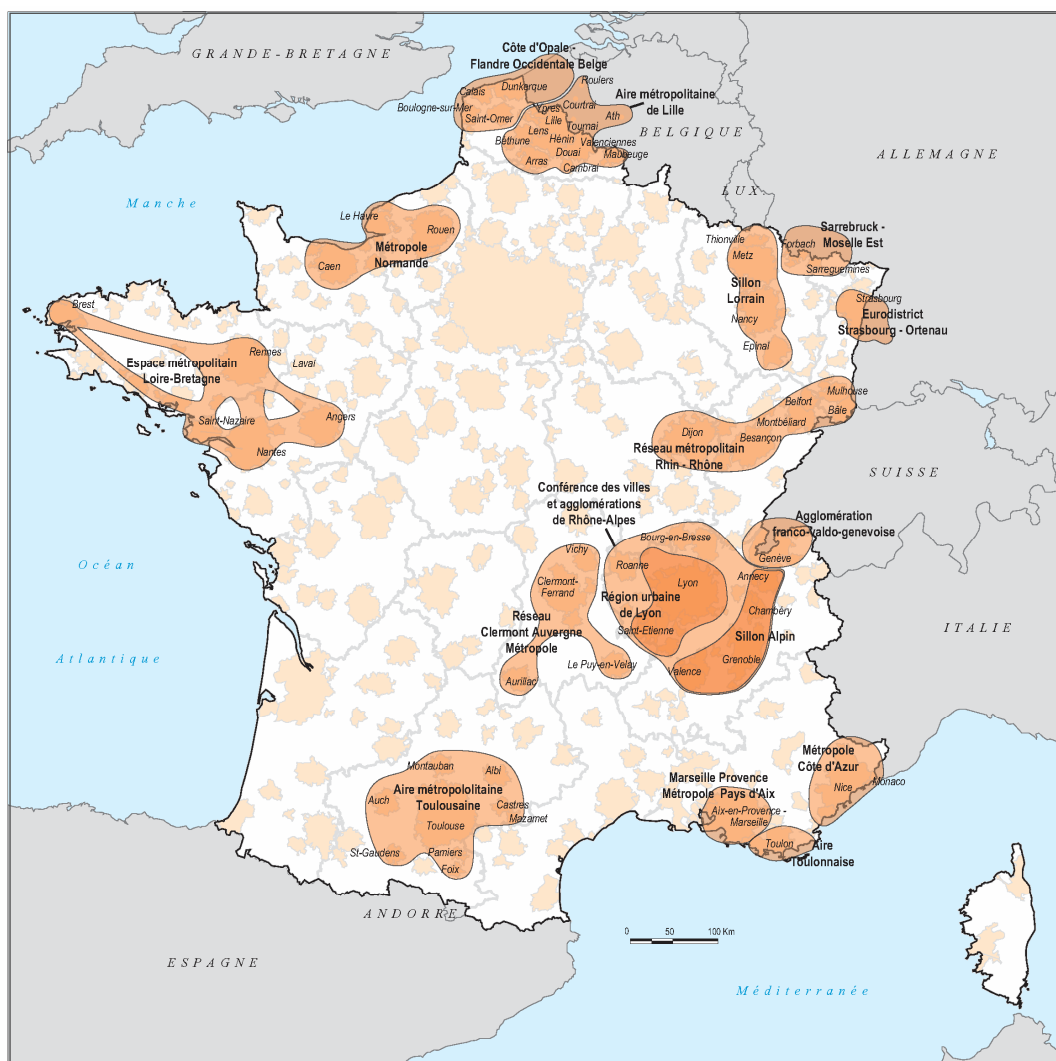 GRANDE-BRETAGNE
Côte d'Opale -
Flandre Occidentale Belge
Roulers
Dunkerque
Calais
Aire métropolitaine
de Lille
Boulogne-sur-Mer
Ypres
Courtrai
Saint-Omer
Lille
Ath
Tournai
Lens
BELGIQUE
Béthune
Hénin
Valenciennes
Douai
Maubeuge
Arras
Cambrai
ALLEMAGNE
LUX
Manche
Le Havre
Rouen
Métropole
Normande
Caen
Thionville
Metz
Forbach
Sarrebruck -
Moselle Est
Sarreguemines
Sillon
Lorrain
Nancy
Epinal
Strasbourg
Eurodistrict
Strasbourg - Ortenau
Brest
Rennes
Laval
Espace métropolitain
Loire-Bretagne
Saint-Nazaire
Angers
Nantes
Mulhouse
Belfort
Bâle
Montbéliard
Dijon
Besançon
Réseau métropolitain
Rhin - Rhône
SUISSE
Conférence des villes
et agglomérations
de Rhône-Alpes
Agglomération
franco-valdo-genevoise
Genève
Bourg-en-Bresse
Vichy
Roanne
Annecy
Lyon
Clermont-
Ferrand
Région urbaine
de Lyon
Chambéry
Réseau
Clermont Auvergne
Métropole
Saint-Etienne
Sillon Alpin
Le Puy-en-Velay
Grenoble
Valence
Aurillac
ITALIE
Océan
Atlantique
Montauban
Albi
Aire métropololitaine
Toulousaine
Auch
Castres
Mazamet
Toulouse
St-Gaudens
Pamiers
Foix
Marseille Provence
Métropole Pays d'Aix
Aix-en-Provence -
Marseille
Métropole
Côte d'Azur
Nice
Monaco
Toulon
Aire
Toulonnaise
ANDORRE
ESPAGNE
0 50 100 Km
Méditerranée